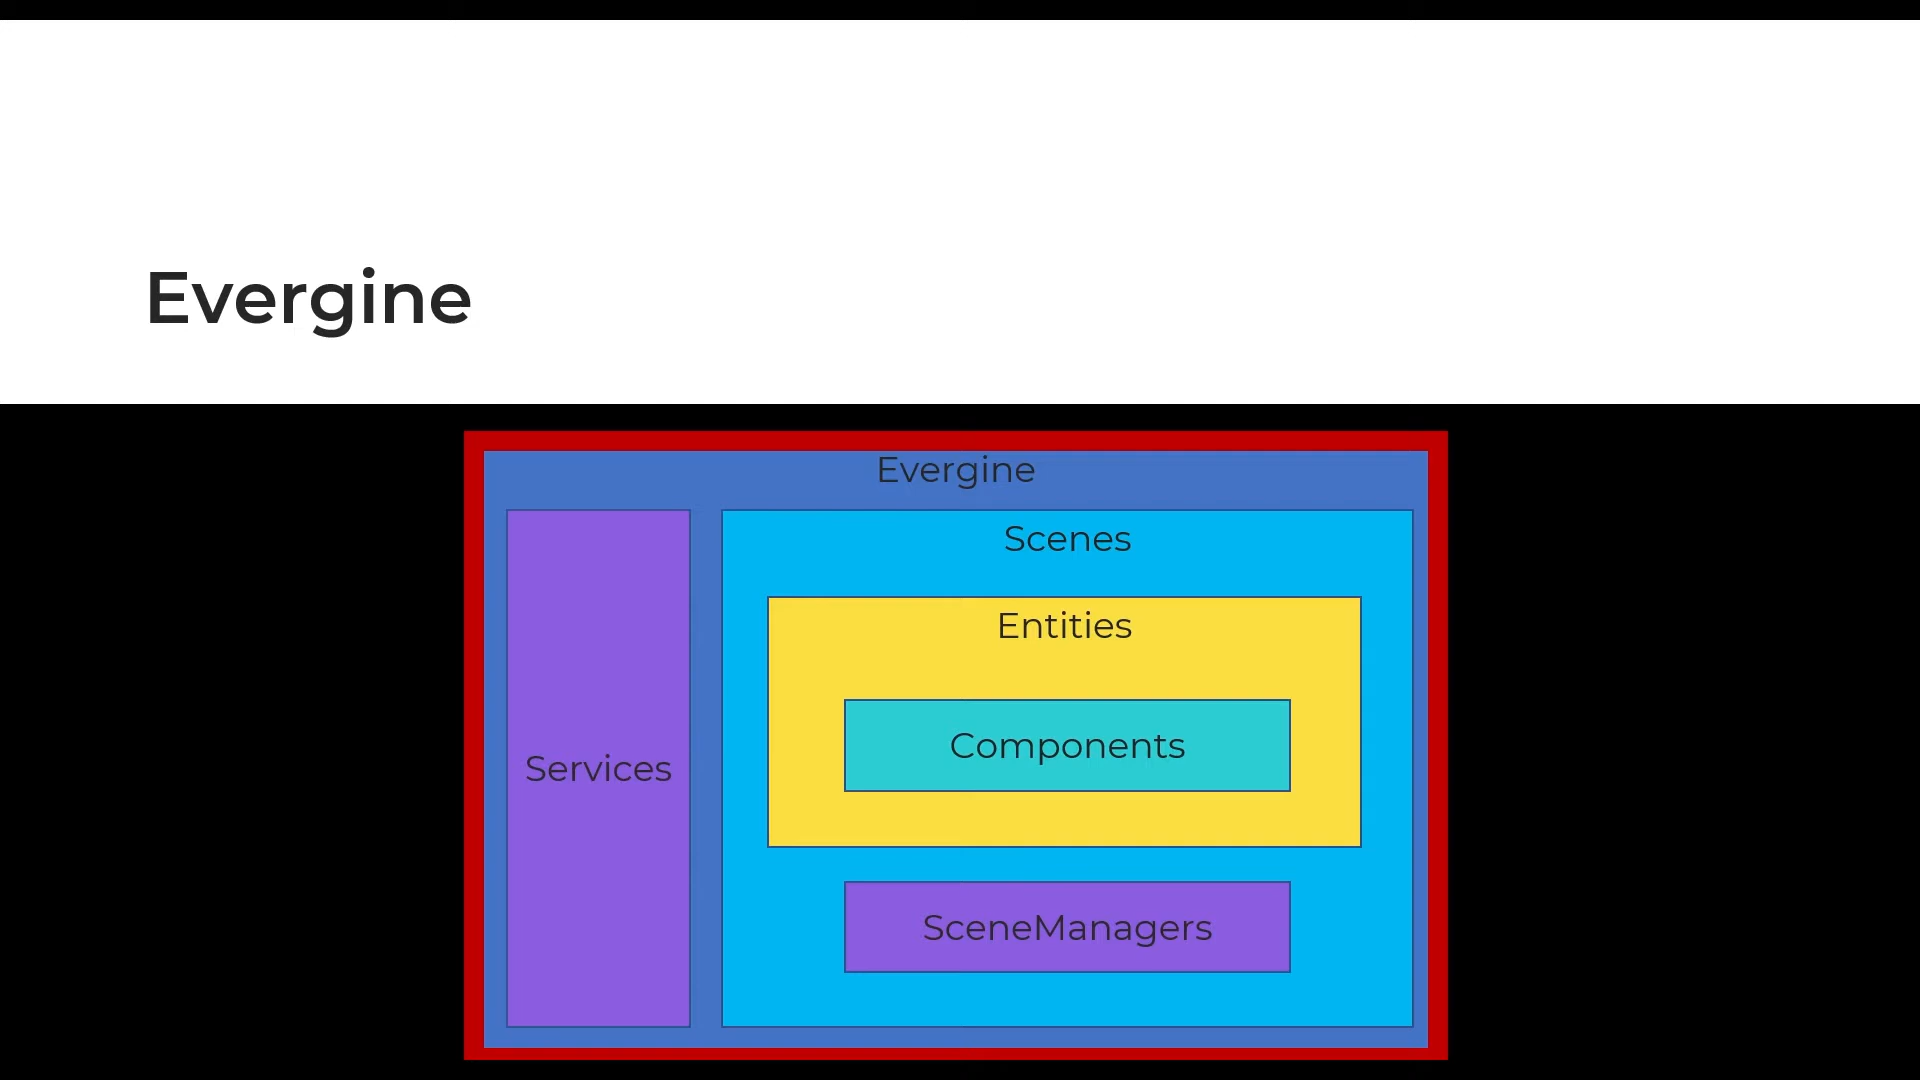 Evergine
Evergine
Services
Scenes
Entities
Components
SceneManagers